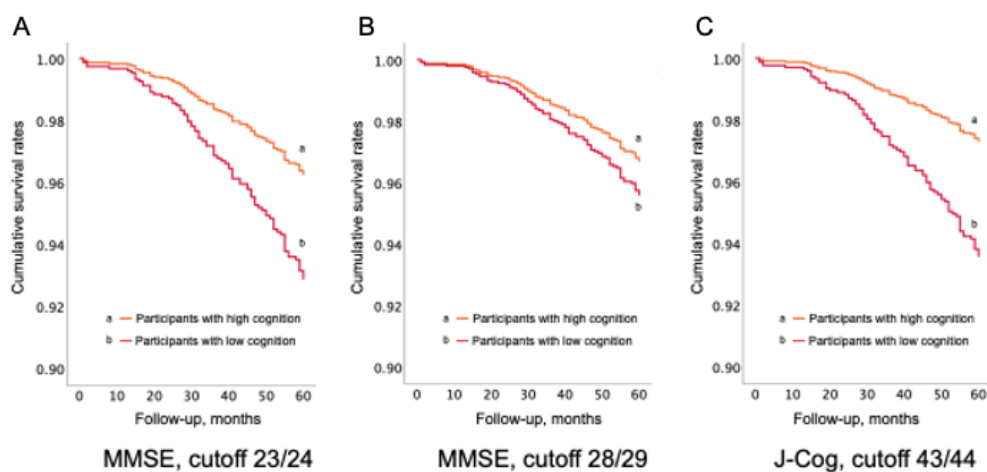 A
Cumulative survival rates
1.00
0.98
0.96
0.94
0.92
0.90
a
b
a Participants with high cognition
b Participants with low cognition
0 10 20 30 40 50 60
Follow-up, months
MMSE, cutoff 23/24
B
Cumulative survival rates
1.00
0.98
0.96
0.94
0.92
0.90
a
b
a Participants with high cognition
b Participants with low cognition
0 10 20 30 40 50 60
Follow-up, months
MMSE, cutoff 28/29
C
Cumulative survival rates
1.00
0.98
0.96
0.94
0.92
0.90
a
b
a Participants with high cognition
b Participants with low cognition
0 10 20 30 40 50 60
Follow-up, months
J-Cog, cutoff 43/44